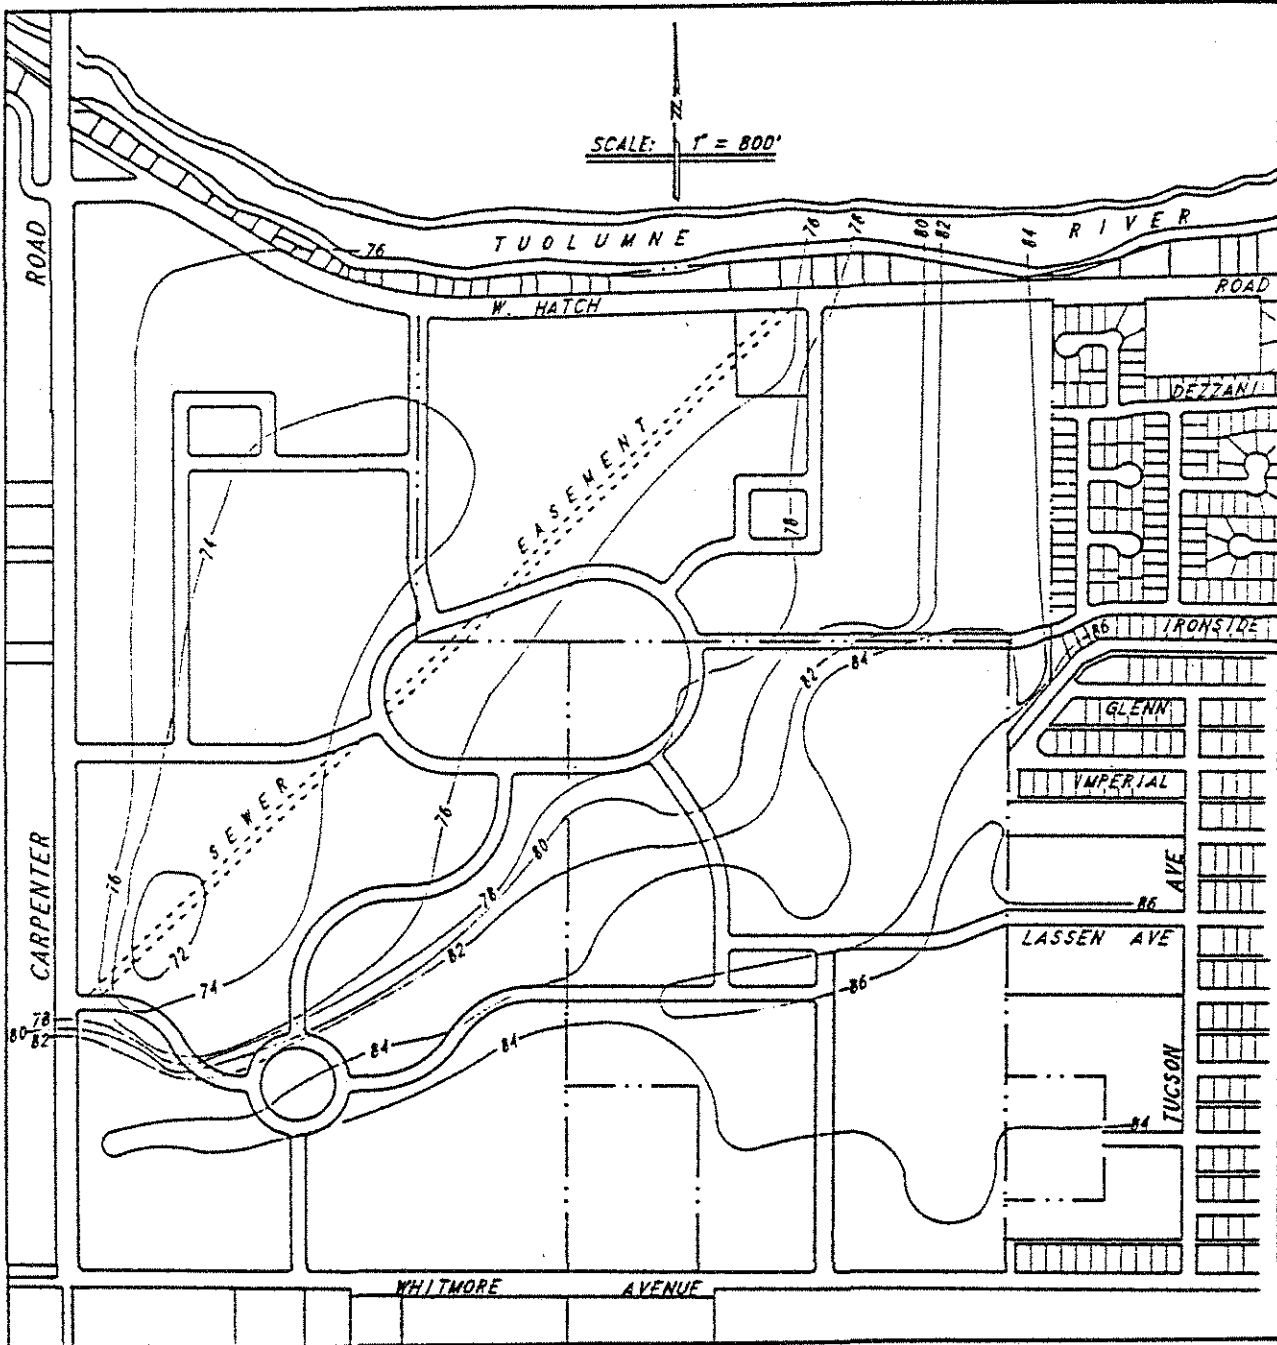 N
SCALE: 1" = 800'
TUOLUMNE RIVER
76 78 80 82 84
76
ROAD
W. HATCH ROAD
DEZZANI
EASEMENT
74
78
86 IRONSIDE
82 84
GLENN
IMPERIAL
SEWER
76
80
CARPENTER
76
78
AVE
86
82
LASSEN AVE
72
74
86
78
80 82
84
84
TUCSON
84
WHITMORE AVENUE